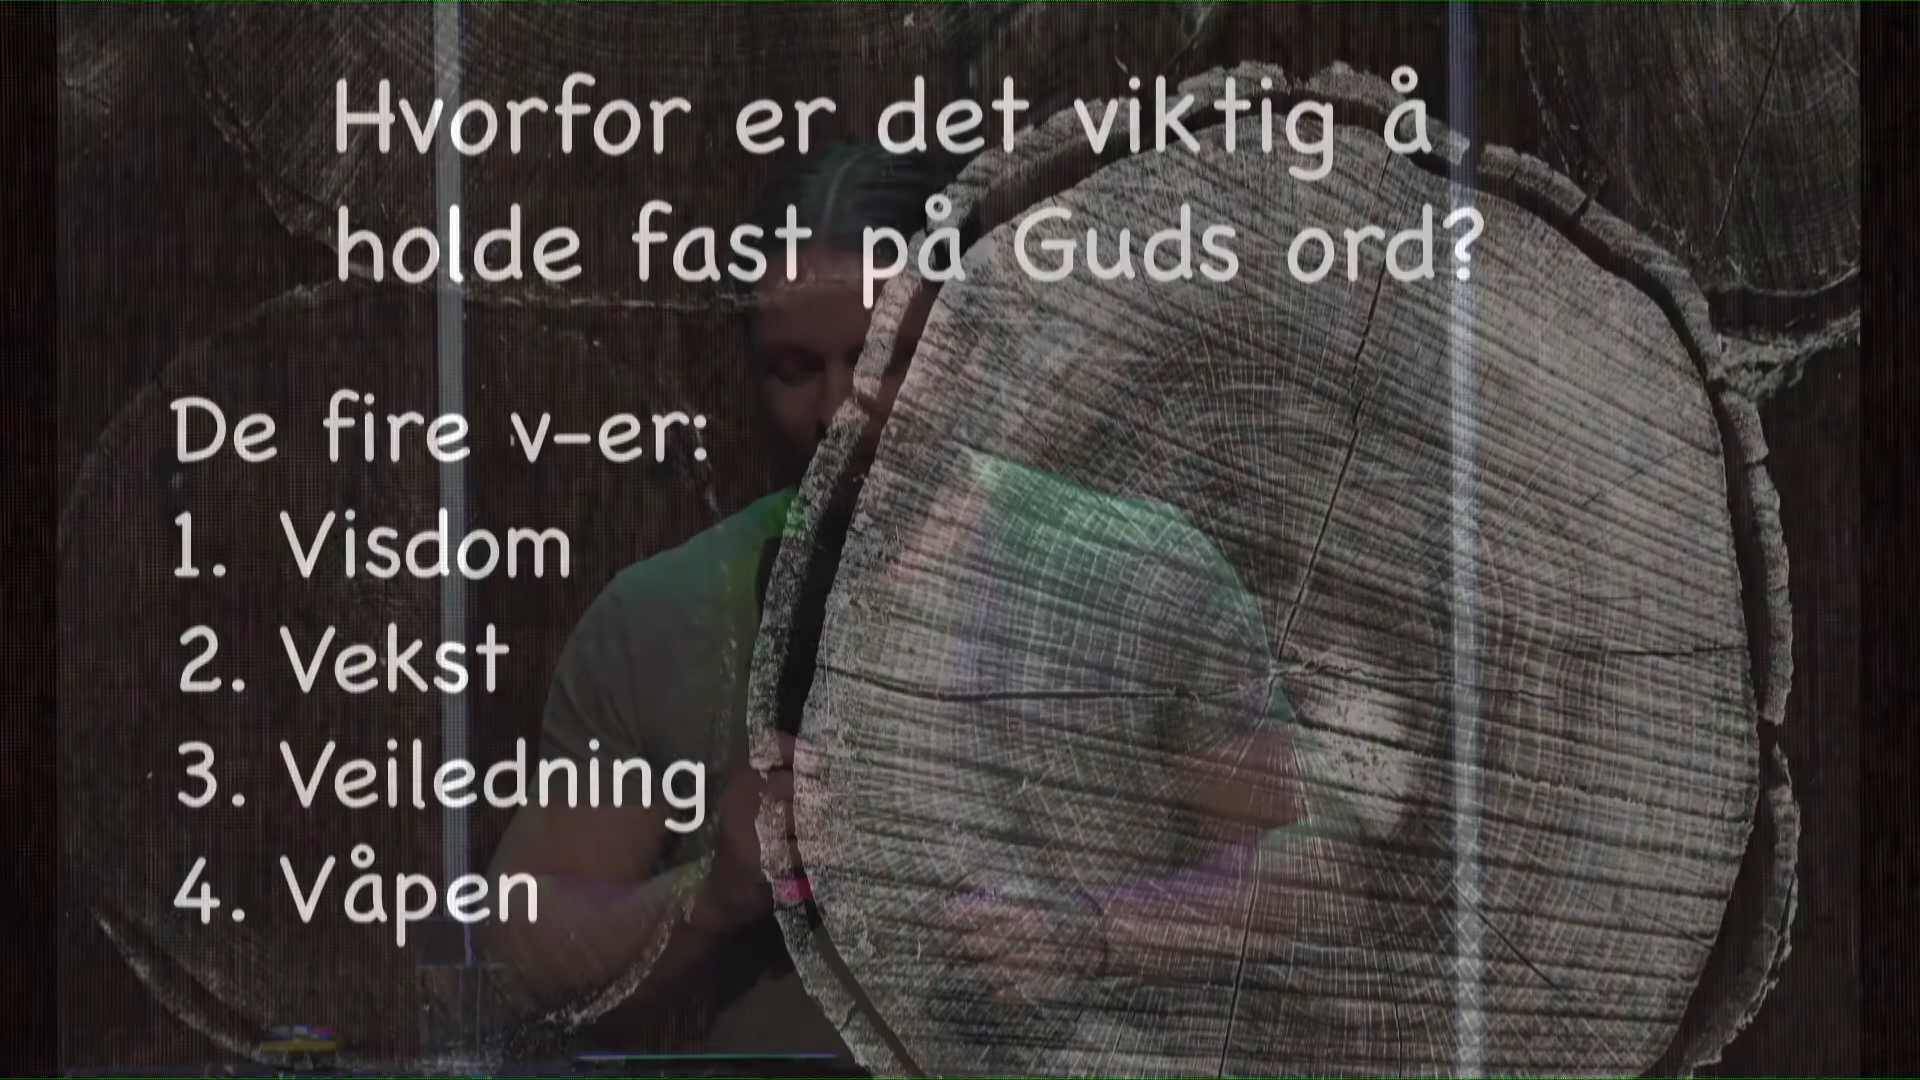 Hvorfor er det viktig å
holde fast på Guds ord?
De fire v-er:
1. Visdom
2. Vekst
3. Veiledning
4. Våpen